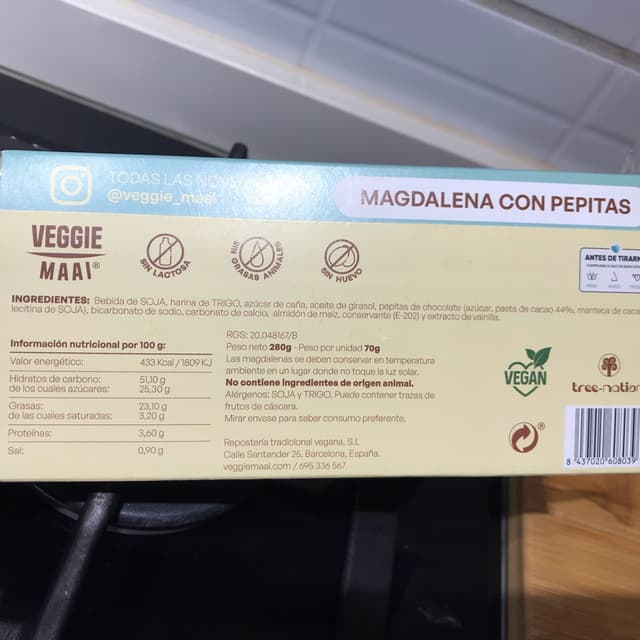 TODAS LAS
@veggie_maai
MAGDALENA CON PEPITAS
VEGGIE
MAAI®
SIN LACTOSA
SIN GRASAS ANIMALES
SIN HUEVO
ANTES DE TIRARN
INGREDIENTES: Bebida de SOJA, harina de TRIGO, azúcar de caña, aceite de girasol, pepitas de chocolate (azúcar, pasta de cacao 44%, manteca de caca
lecitina de SOJA), bicarbonato de sodio, carbonato de calcio, almidón de maíz, conservante (E-202) y extracto de vainilla.
Información nutricional por 100 g:
Valor energético: 433 Kcal / 1809 KJ
Hidratos de carbono: 51,10 g
de los cuales azúcares: 25,30 g
Grasas: 23,10 g
de las cuales saturadas: 3,20 g
Proteínas: 3,60 g
Sal: 0,90 g
RGS: 20.048167/B
Peso neto 280g - Peso por unidad 70g
Las magdalenas se deben conservar en temperatura
ambiente en un lugar donde no toque la luz solar.
No contiene ingredientes de origen animal.
Alérgenos: SOJA y TRIGO. Puede contener trazas de
frutos de cáscara.
Mirar envase para saber consumo preferente.
Repostería tradicional vegana, S.L
Calle Santander 25. Barcelona, España.
veggiemaai.com / 695 336 567
VEGAN
tree-nation
®
8 437020 608039